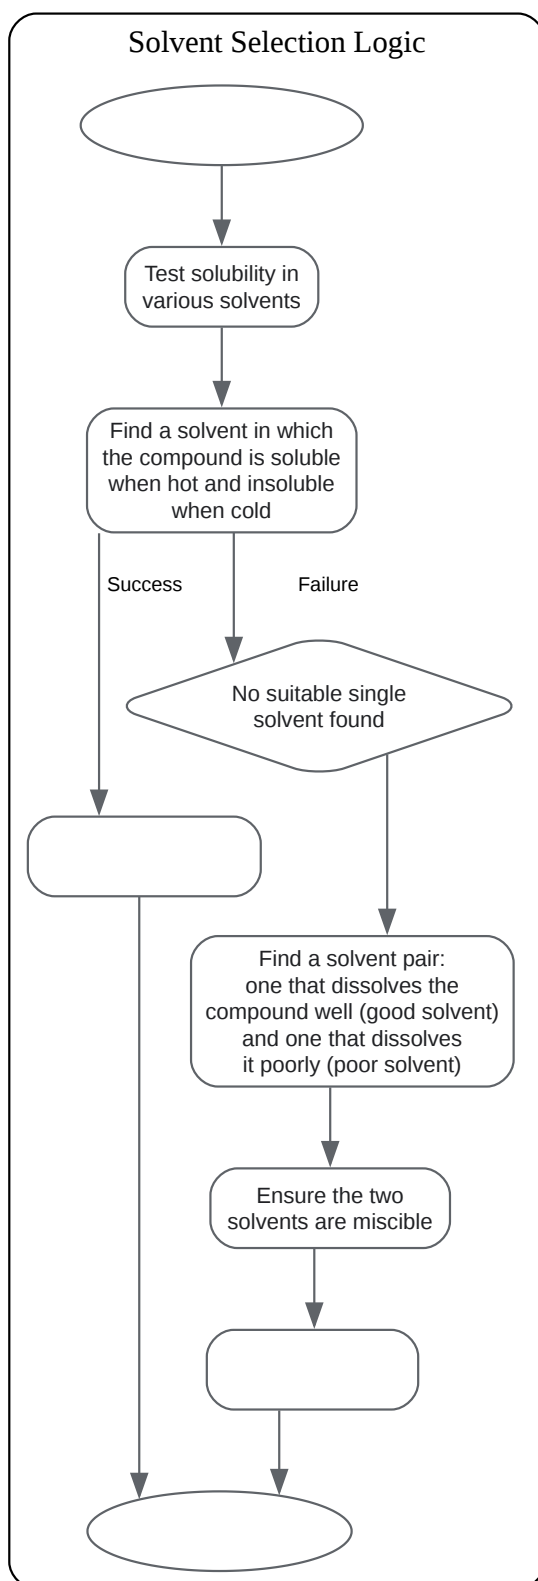 Solvent Selection Logic
Test solubility in
various solvents
Find a solvent in which
the compound is soluble
when hot and insoluble
when cold
Success
Failure
No suitable single
solvent found
Find a solvent pair:
one that dissolves the
compound well (good solvent)
and one that dissolves
it poorly (poor solvent)
Ensure the two
solvents are miscible